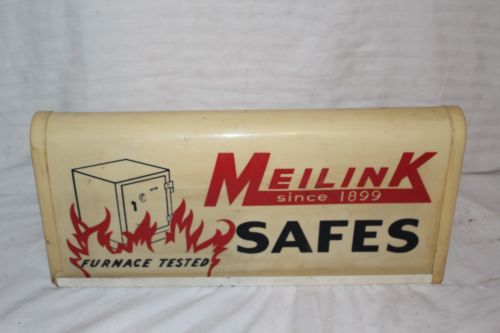 MEILINK
since 1899
SAFES
FURNACE TESTED